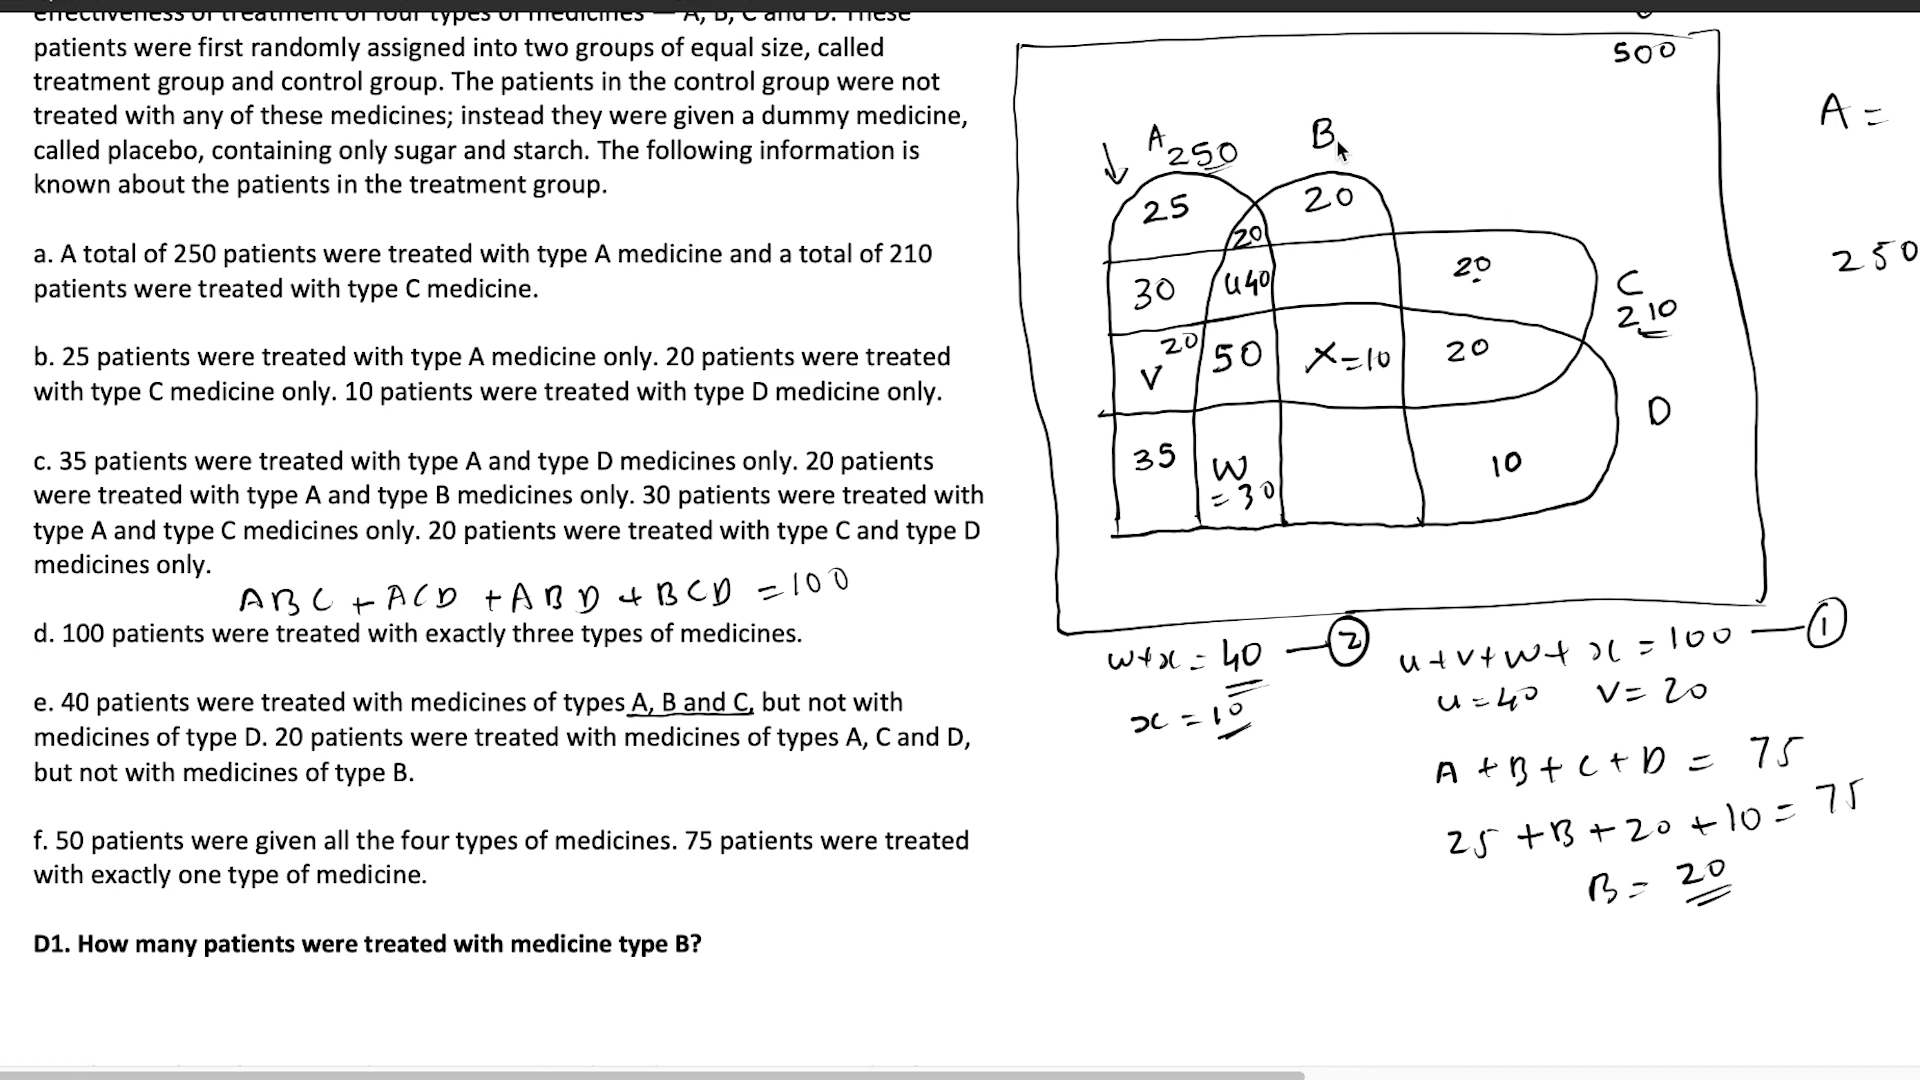 effectiveness of treatment of four types of medicines — A, B, C and D. These
patients were first randomly assigned into two groups of equal size, called
treatment group and control group. The patients in the control group were not
treated with any of these medicines; instead they were given a dummy medicine,
called placebo, containing only sugar and starch. The following information is
known about the patients in the treatment group.
a. A total of 250 patients were treated with type A medicine and a total of 210
patients were treated with type C medicine.
b. 25 patients were treated with type A medicine only. 20 patients were treated
with type C medicine only. 10 patients were treated with type D medicine only.
c. 35 patients were treated with type A and type D medicines only. 20 patients
were treated with type A and type B medicines only. 30 patients were treated with
type A and type C medicines only. 20 patients were treated with type C and type D
medicines only.
ABC + ACD + ABD + BCD = 100
d. 100 patients were treated with exactly three types of medicines.
e. 40 patients were treated with medicines of types A, B and C, but not with
medicines of type D. 20 patients were treated with medicines of types A, C and D,
but not with medicines of type B.
f. 50 patients were given all the four types of medicines. 75 patients were treated
with exactly one type of medicine.
D1. How many patients were treated with medicine type B?
500
A =
A 250
B
25
20
20
250
30
u40
20
C
210
20
V
50
x=10
20
D
35
W
=30
10
w+x = 40 — 2
u+v+w+x = 100 — 1
x = 10
u = 40 v = 20
A + B + C + D = 75
25 + B + 20 + 10 = 75
B = 20